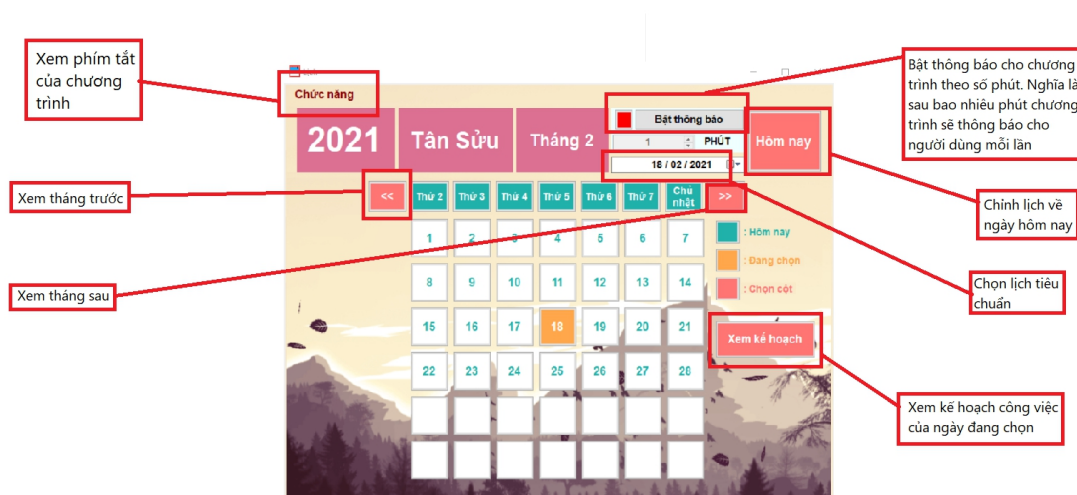 Xem phím tắt
của chương
trình
Bật thông báo cho chương
trình theo số phút. Nghĩa là
sau bao nhiêu phút chương
trình sẽ thông báo cho
người dùng mỗi lần
Chức năng
2021
Tân Sửu
Tháng 2
Bật thông báo
1 PHÚT
18 / 02 / 2021
Hôm nay
Xem tháng trước
<< Thứ 2 Thứ 3 Thứ 4 Thứ 5 Thứ 6 Thứ 7 Chủ nhật >>
Chỉnh lịch về
ngày hôm nay
1 2 3 4 5 6 7
: Hôm nay
: Đang chọn
8 9 10 11 12 13 14
: Chọn cột
Xem tháng sau
Chọn lịch tiêu
chuẩn
15 16 17 18 19 20 21
Xem kế hoạch
22 23 24 25 26 27 28
Xem kế hoạch công việc
của ngày đang chọn